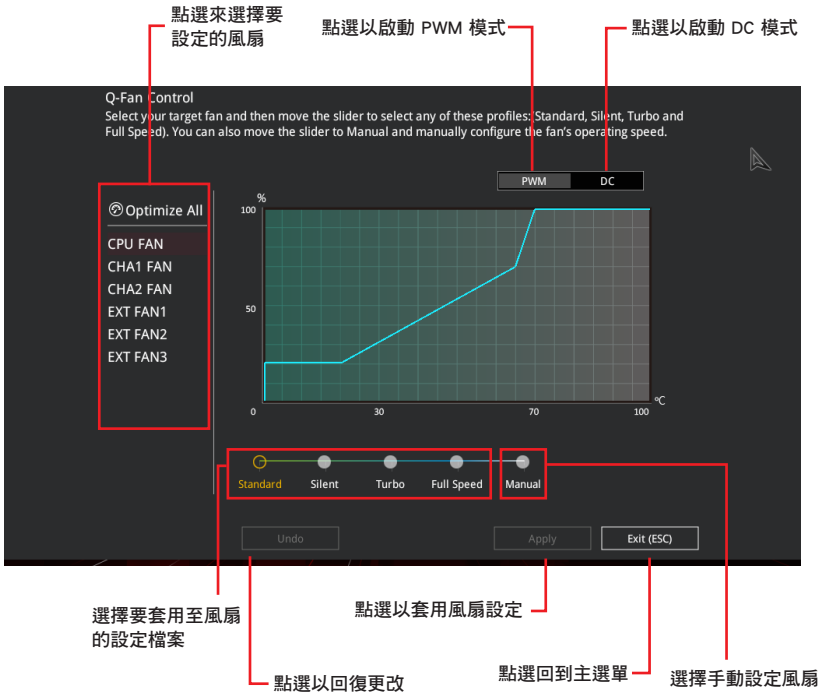 點選來選擇要
設定的風扇
點選以啟動 PWM 模式
點選以啟動 DC 模式
Q-Fan Control
Select your target fan and then move the slider to select any of these profiles: Standard, Silent, Turbo and
Full Speed). You can also move the slider to Manual and manually configure the fan's operating speed.
PWM
DC
Optimize All
CPU FAN
CHA1 FAN
CHA2 FAN
EXT FAN1
EXT FAN2
EXT FAN3
%
100
50
0
30
70
100
ºC
Standard
Silent
Turbo
Full Speed
Manual
Undo
Apply
Exit (ESC)
選擇要套用至風扇
的設定檔案
點選以套用風扇設定
點選以回復更改
點選回到主選單
選擇手動設定風扇